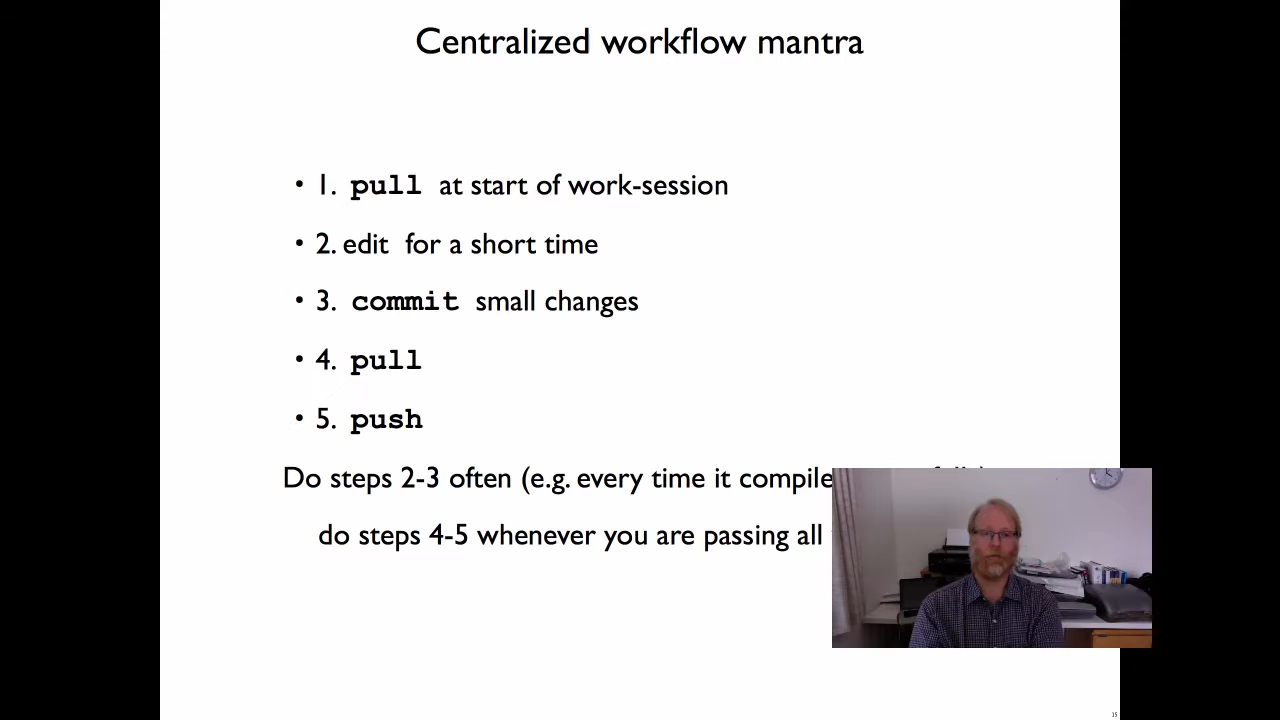 Centralized workflow mantra
• 1. pull at start of work-session
• 2. edit for a short time
• 3. commit small changes
• 4. pull
• 5. push
Do steps 2-3 often (e.g. every time it compile
do steps 4-5 whenever you are passing all
15